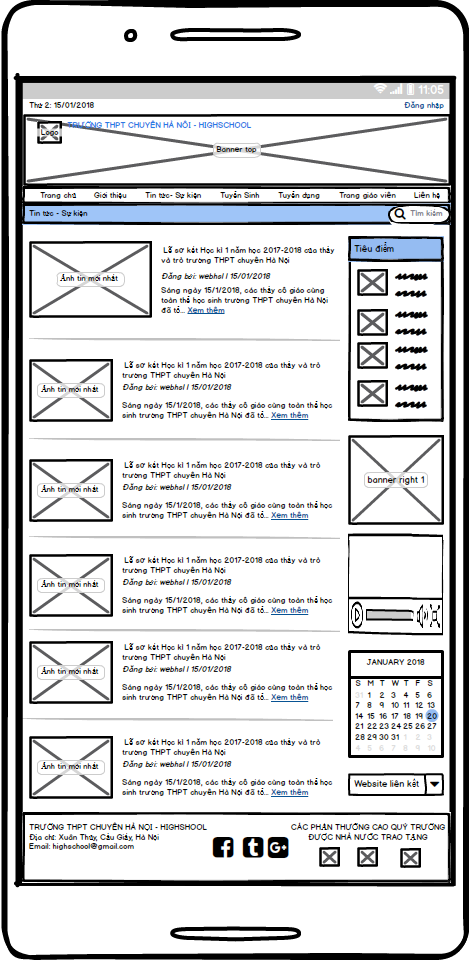 11:05
Thứ 2: 15/01/2018
Đăng nhập
Logo
TRƯỜNG THPT CHUYÊN HÀ NỘI - HIGHSCHOOL
Banner top
Trang chủ Giới thiệu Tin tức- Sự kiện Tuyển Sinh Tuyển dụng Trang giáo viên Liên hệ
Tin tức - Sự kiện
Tìm kiếm
Ảnh tin mới nhất
Lễ sơ kết Học kì 1 năm học 2017-2018 của thầy
và trò trường THPT chuyên Hà Nội
Đăng bởi: webhsl | 15/01/2018
Sáng ngày 15/1/2018, các thầy cô giáo cùng
toàn thể học sinh trường THPT chuyên Hà Nội
đã tổ... Xem thêm
Ảnh tin mới nhất
Lễ sơ kết Học kì 1 năm học 2017-2018 của thầy và trò
trường THPT chuyên Hà Nội
Đăng bởi: webhsl | 15/01/2018
Sáng ngày 15/1/2018, các thầy cô giáo cùng toàn thể học
sinh trường THPT chuyên Hà Nội đã tổ... Xem thêm
Ảnh tin mới nhất
Lễ sơ kết Học kì 1 năm học 2017-2018 của thầy và trò
trường THPT chuyên Hà Nội
Đăng bởi: webhsl | 15/01/2018
Sáng ngày 15/1/2018, các thầy cô giáo cùng toàn thể học
sinh trường THPT chuyên Hà Nội đã tổ... Xem thêm
Ảnh tin mới nhất
Lễ sơ kết Học kì 1 năm học 2017-2018 của thầy và trò
trường THPT chuyên Hà Nội
Đăng bởi: webhsl | 15/01/2018
Sáng ngày 15/1/2018, các thầy cô giáo cùng toàn thể học
sinh trường THPT chuyên Hà Nội đã tổ... Xem thêm
Ảnh tin mới nhất
Lễ sơ kết Học kì 1 năm học 2017-2018 của thầy và trò
trường THPT chuyên Hà Nội
Đăng bởi: webhsl | 15/01/2018
Sáng ngày 15/1/2018, các thầy cô giáo cùng toàn thể học
sinh trường THPT chuyên Hà Nội đã tổ... Xem thêm
Ảnh tin mới nhất
Lễ sơ kết Học kì 1 năm học 2017-2018 của thầy và trò
trường THPT chuyên Hà Nội
Đăng bởi: webhsl | 15/01/2018
Sáng ngày 15/1/2018, các thầy cô giáo cùng toàn thể học
sinh trường THPT chuyên Hà Nội đã tổ... Xem thêm
Tiêu điểm
banner right 1
JANUARY 2018
S M T W T F S
31 1 2 3 4 5 6
7 8 9 10 11 12 13
14 15 16 17 18 19 20
21 22 23 24 25 26 27
28 29 30 31 1 2 3
4 5 6 7 8 9 10
Website liên kết
TRƯỜNG THPT CHUYÊN HÀ NỘI - HIGHSHOOL
Địa chỉ: Xuân Thủy, Cầu Giấy, Hà Nội
Email: highschool@gmail.com
f t G+
CÁC PHẦN THƯỞNG CAO QUÝ TRƯỜNG
ĐƯỢC NHÀ NƯỚC TRAO TẶNG